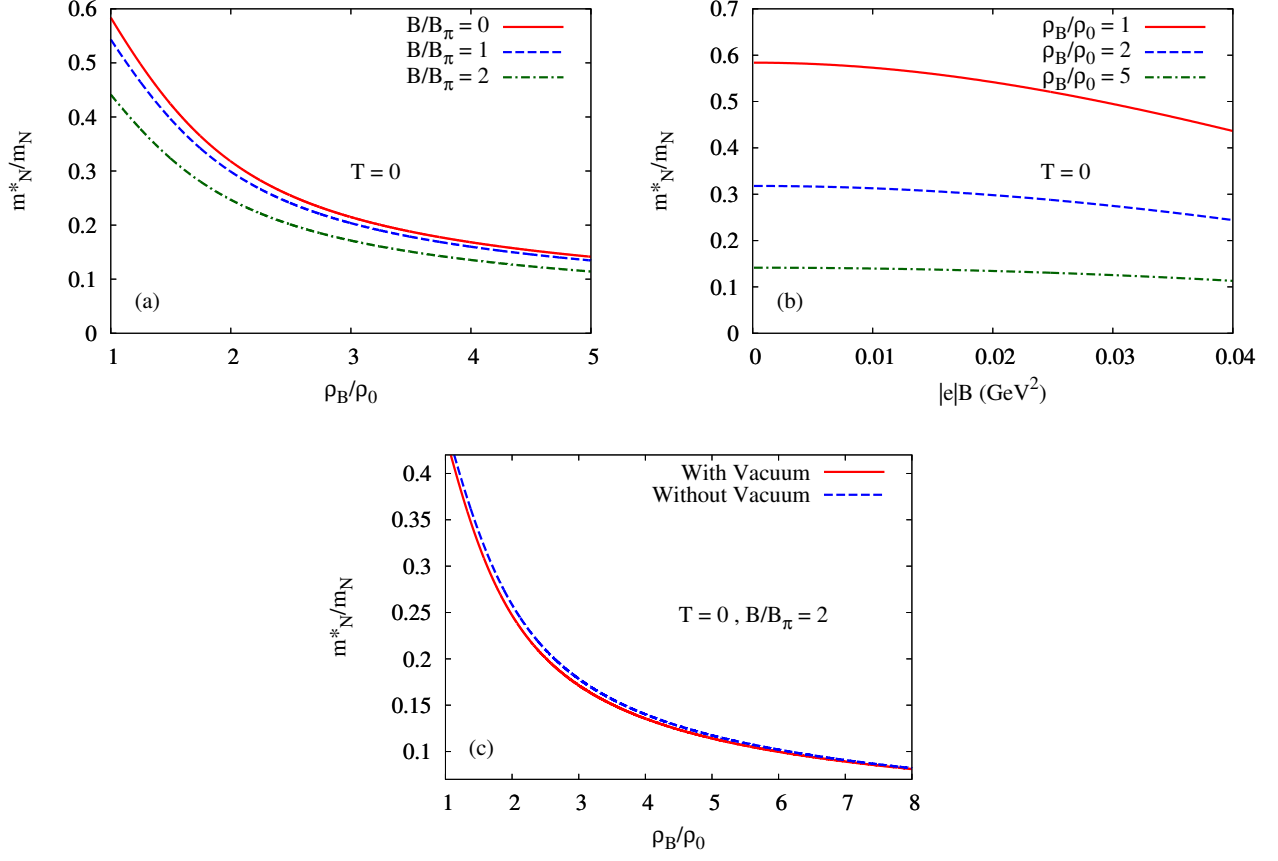 0.6
0.5
0.4
0.3
0.2
0.1
0
m*_N/m_N
B/B_π = 0
B/B_π = 1
B/B_π = 2
T = 0
(a)
1 2 3 4 5
ρ_B/ρ_0
0.7
0.6
0.5
0.4
0.3
0.2
0.1
0
m*_N/m_N
ρ_B/ρ_0 = 1
ρ_B/ρ_0 = 2
ρ_B/ρ_0 = 5
T = 0
(b)
0 0.01 0.02 0.03 0.04
|e|B (GeV²)
0.4
0.35
0.3
0.25
0.2
0.15
0.1
m*_N/m_N
With Vacuum
Without Vacuum
T = 0 , B/B_π = 2
(c)
1 2 3 4 5 6 7 8
ρ_B/ρ_0